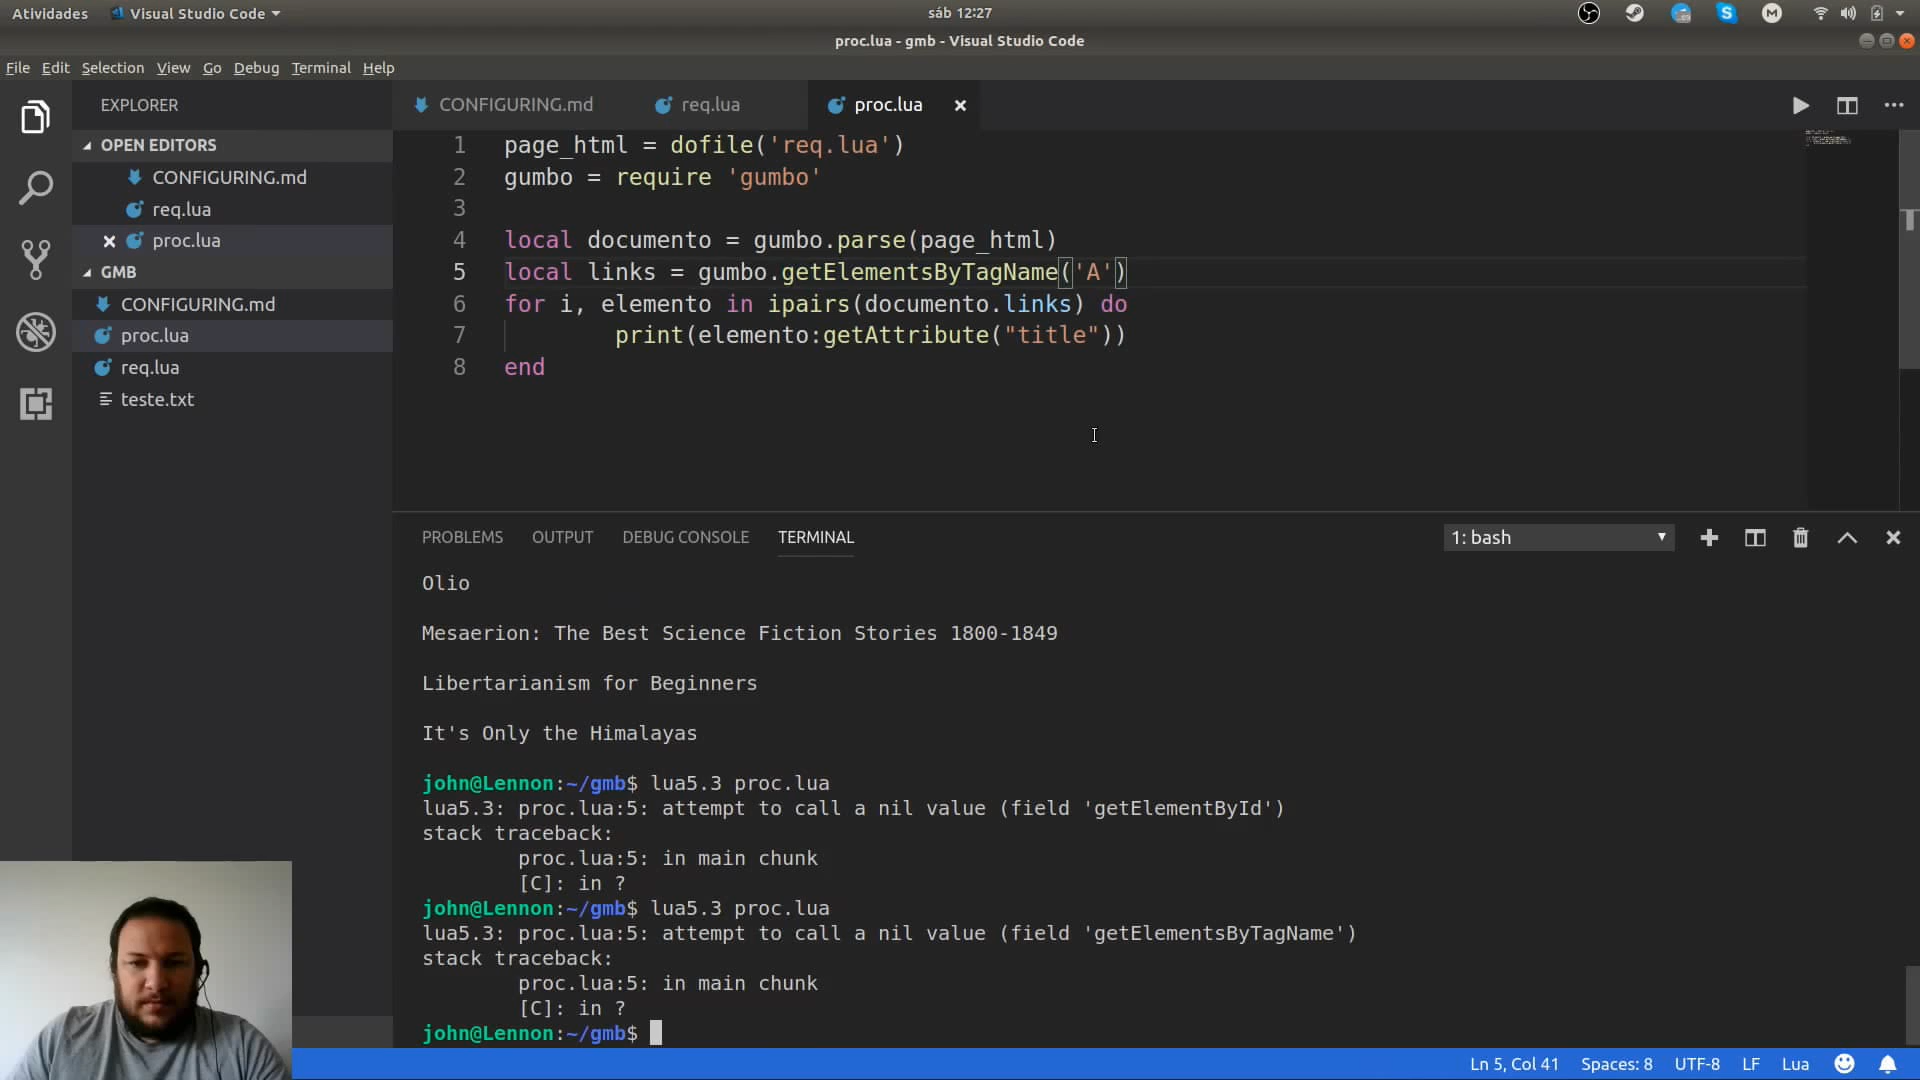 Atividades Visual Studio Code sáb 12:27
proc.lua - gmb - Visual Studio Code
File Edit Selection View Go Debug Terminal Help
EXPLORER
OPEN EDITORS
CONFIGURING.md
req.lua
proc.lua
GMB
CONFIGURING.md
proc.lua
req.lua
teste.txt
CONFIGURING.md req.lua proc.lua
1 page_html = dofile('req.lua')
2 gumbo = require 'gumbo'
3
4 local documento = gumbo.parse(page_html)
5 local links = gumbo.getElementsByTagName('A')
6 for i, elemento in ipairs(documento.links) do
7 print(elemento:getAttribute("title"))
8 end
PROBLEMS OUTPUT DEBUG CONSOLE TERMINAL 1: bash
Olio
Mesaerion: The Best Science Fiction Stories 1800-1849
Libertarianism for Beginners
It's Only the Himalayas
john@Lennon:~/gmb$ lua5.3 proc.lua
lua5.3: proc.lua:5: attempt to call a nil value (field 'getElementById')
stack traceback:
proc.lua:5: in main chunk
[C]: in ?
john@Lennon:~/gmb$ lua5.3 proc.lua
lua5.3: proc.lua:5: attempt to call a nil value (field 'getElementsByTagName')
stack traceback:
proc.lua:5: in main chunk
[C]: in ?
john@Lennon:~/gmb$
Ln 5, Col 41 Spaces: 8 UTF-8 LF Lua